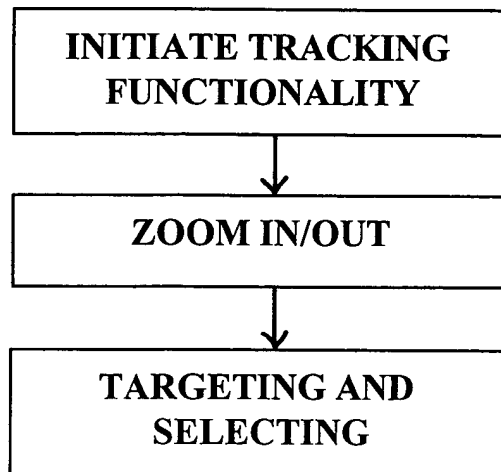 INITIATE TRACKING
FUNCTIONALITY
ZOOM IN/OUT
TARGETING AND
SELECTING